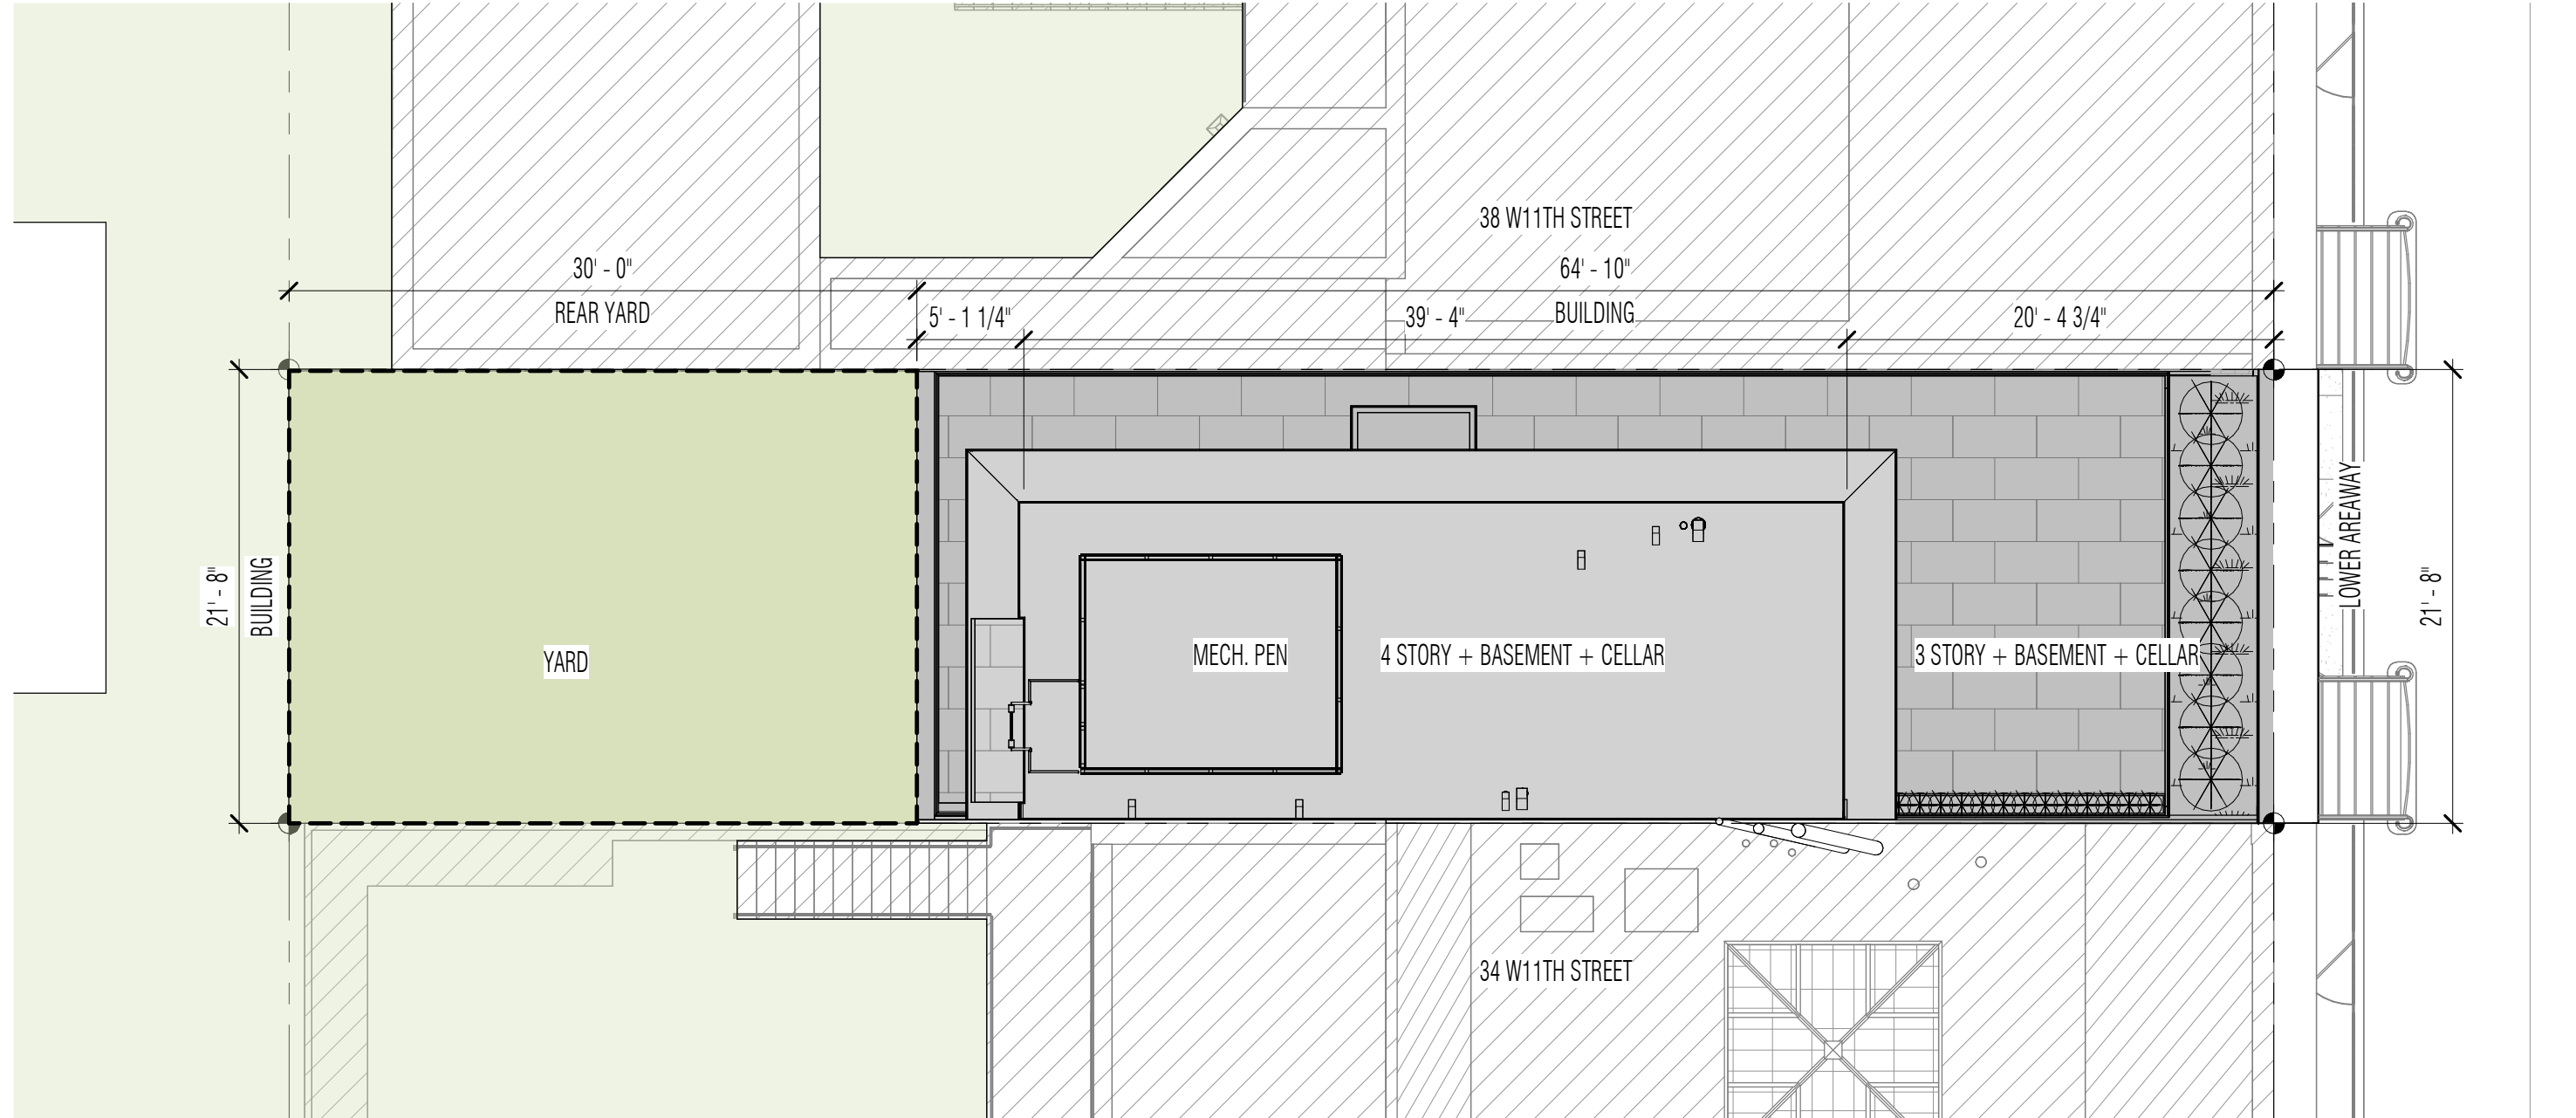 38 W11TH STREET
30' - 0"
64' - 10"
REAR YARD
BUILDING
5' - 1 1/4"
39' - 4"
20' - 4 3/4"
21' - 8"
BUILDING
YARD
MECH. PEN
4 STORY + BASEMENT + CELLAR
3 STORY + BASEMENT + CELLAR
LOWER AREAWAY
21' - 8"
34 W11TH STREET